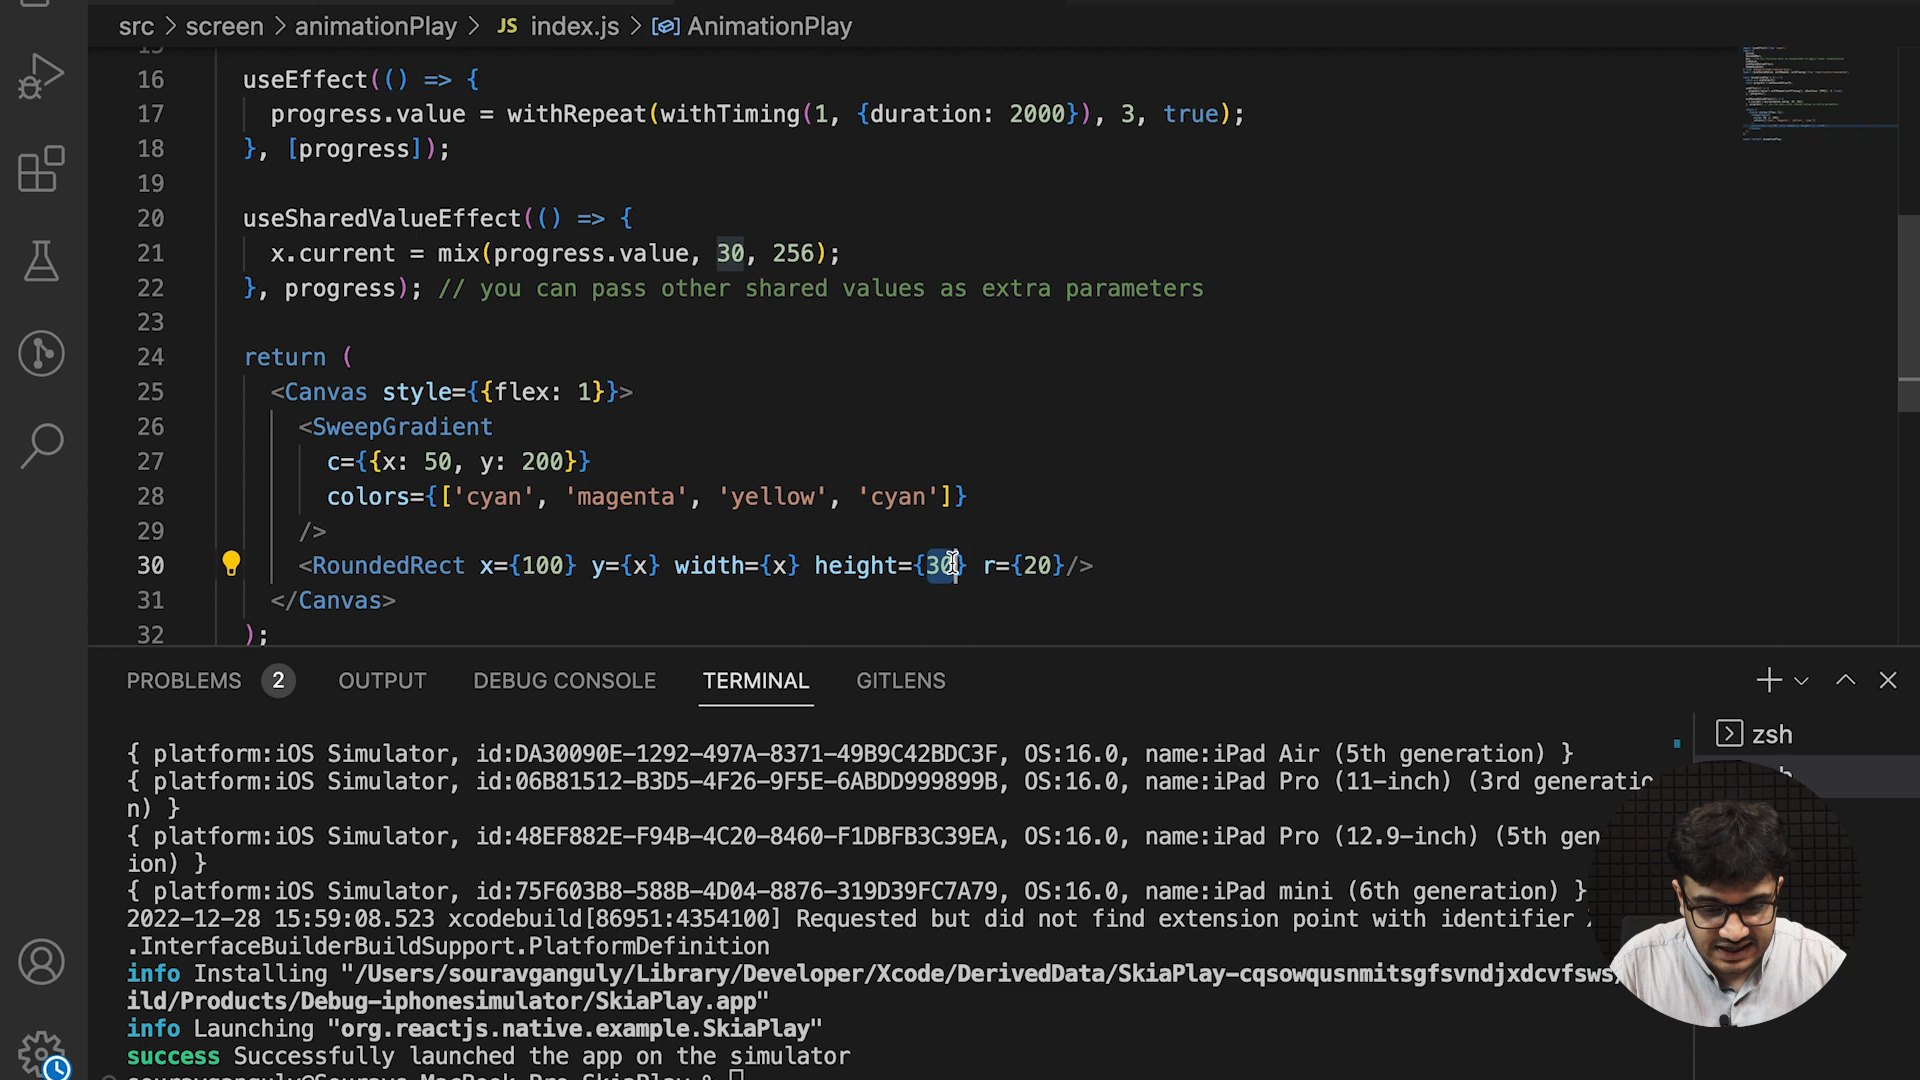 src > screen > animationPlay > JS index.js > AnimationPlay
15
16 useEffect(() => {
17 progress.value = withRepeat(withTiming(1, {duration: 2000}), 3, true);
18 }, [progress]);
19
20 useSharedValueEffect(() => {
21 x.current = mix(progress.value, 30, 256);
22 }, progress); // you can pass other shared values as extra parameters
23
24 return (
25 <Canvas style={{flex: 1}}>
26 <SweepGradient
27 c={{x: 50, y: 200}}
28 colors={['cyan', 'magenta', 'yellow', 'cyan']}
29 />
30 <RoundedRect x={100} y={x} width={x} height={30} r={20}/>
31 </Canvas>
32 );
PROBLEMS 2 OUTPUT DEBUG CONSOLE TERMINAL GITLENS
zsh
{ platform:iOS Simulator, id:DA30090E-1292-497A-8371-49B9C42BDC3F, OS:16.0, name:iPad Air (5th generation) }
{ platform:iOS Simulator, id:06B81512-B3D5-4F26-9F5E-6ABDD999899B, OS:16.0, name:iPad Pro (11-inch) (3rd generatio
n) }
{ platform:iOS Simulator, id:48EF882E-F94B-4C20-8460-F1DBFB3C39EA, OS:16.0, name:iPad Pro (12.9-inch) (5th gen
ion) }
{ platform:iOS Simulator, id:75F603B8-588B-4D04-8876-319D39FC7A79, OS:16.0, name:iPad mini (6th generation) }
2022-12-28 15:59:08.523 xcodebuild[86951:4354100] Requested but did not find extension point with identifier
.InterfaceBuilderBuildSupport.PlatformDefinition
info Installing "/Users/souravganguly/Library/Developer/Xcode/DerivedData/SkiaPlay-cqsowqusnmitsgfsvndjxdcvfsws/
ild/Products/Debug-iphonesimulator/SkiaPlay.app"
info Launching "org.reactjs.native.example.SkiaPlay"
success Successfully launched the app on the simulator
souravganguly@Souravs-MacBook-Pro SkiaPlay %